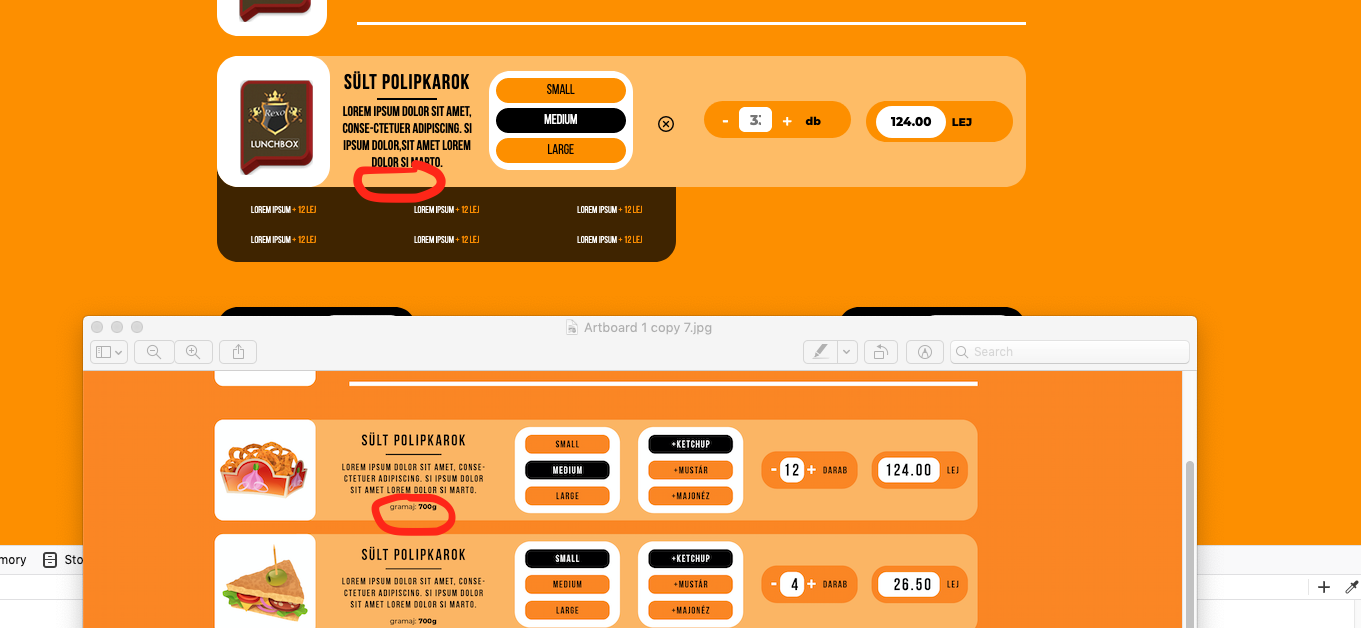 SÜLT POLIPKAROK
LOREM IPSUM DOLOR SIT AMET,
CONSE-CTETUER ADIPISCING. SI
IPSUM DOLOR,SIT AMET LOREM
DOLOR SI MARTO.
Rexo
LUNCHBOX
SMALL
MEDIUM
LARGE
- +
db
124.00 LEJ
LOREM IPSUM + 12 LEJ
LOREM IPSUM + 12 LEJ
LOREM IPSUM + 12 LEJ
LOREM IPSUM + 12 LEJ
LOREM IPSUM + 12 LEJ
LOREM IPSUM + 12 LEJ
Artboard 1 copy 7.jpg
Search
SÜLT POLIPKAROK
LOREM IPSUM DOLOR SIT AMET, CONSE-
CTETUER ADIPISCING. SI IPSUM DOLOR
SIT AMET LOREM DOLOR SI MARTO.
gramaj: 700g
SMALL
MEDIUM
LARGE
+KETCHUP
+MUSTÁR
+MAJONÉZ
- 12 + DARAB
124.00 LEJ
SÜLT POLIPKAROK
LOREM IPSUM DOLOR SIT AMET, CONSE-
CTETUER ADIPISCING. SI IPSUM DOLOR
SIT AMET LOREM DOLOR SI MARTO.
gramaj: 700g
SMALL
MEDIUM
LARGE
+KETCHUP
+MUSTÁR
+MAJONÉZ
- 4 + DARAB
26.50 LEJ
mory
Sto